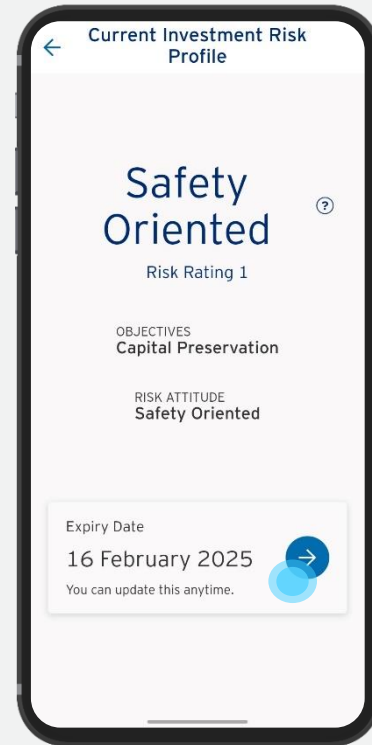 Current Investment Risk
Profile
Safety
Oriented
?
Risk Rating 1
OBJECTIVES
Capital Preservation
RISK ATTITUDE
Safety Oriented
Expiry Date
16 February 2025
You can update this anytime.